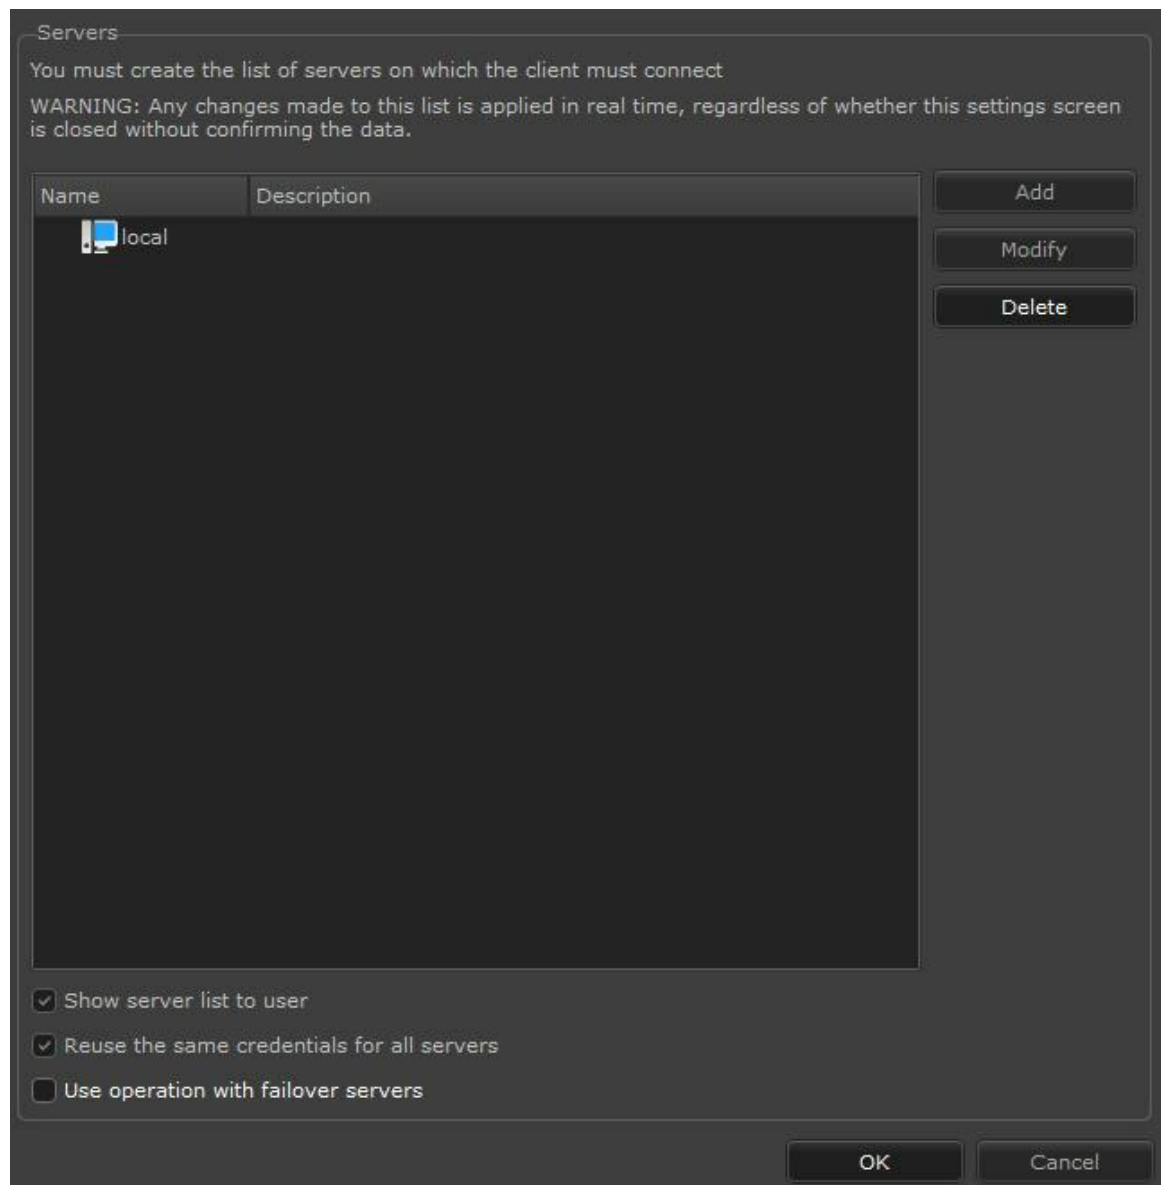 Servers
You must create the list of servers on which the client must connect
WARNING: Any changes made to this list is applied in real time, regardless of whether this settings screen
is closed without confirming the data.
Name Description
local
Add
Modify
Delete
Show server list to user
Reuse the same credentials for all servers
Use operation with failover servers
OK Cancel